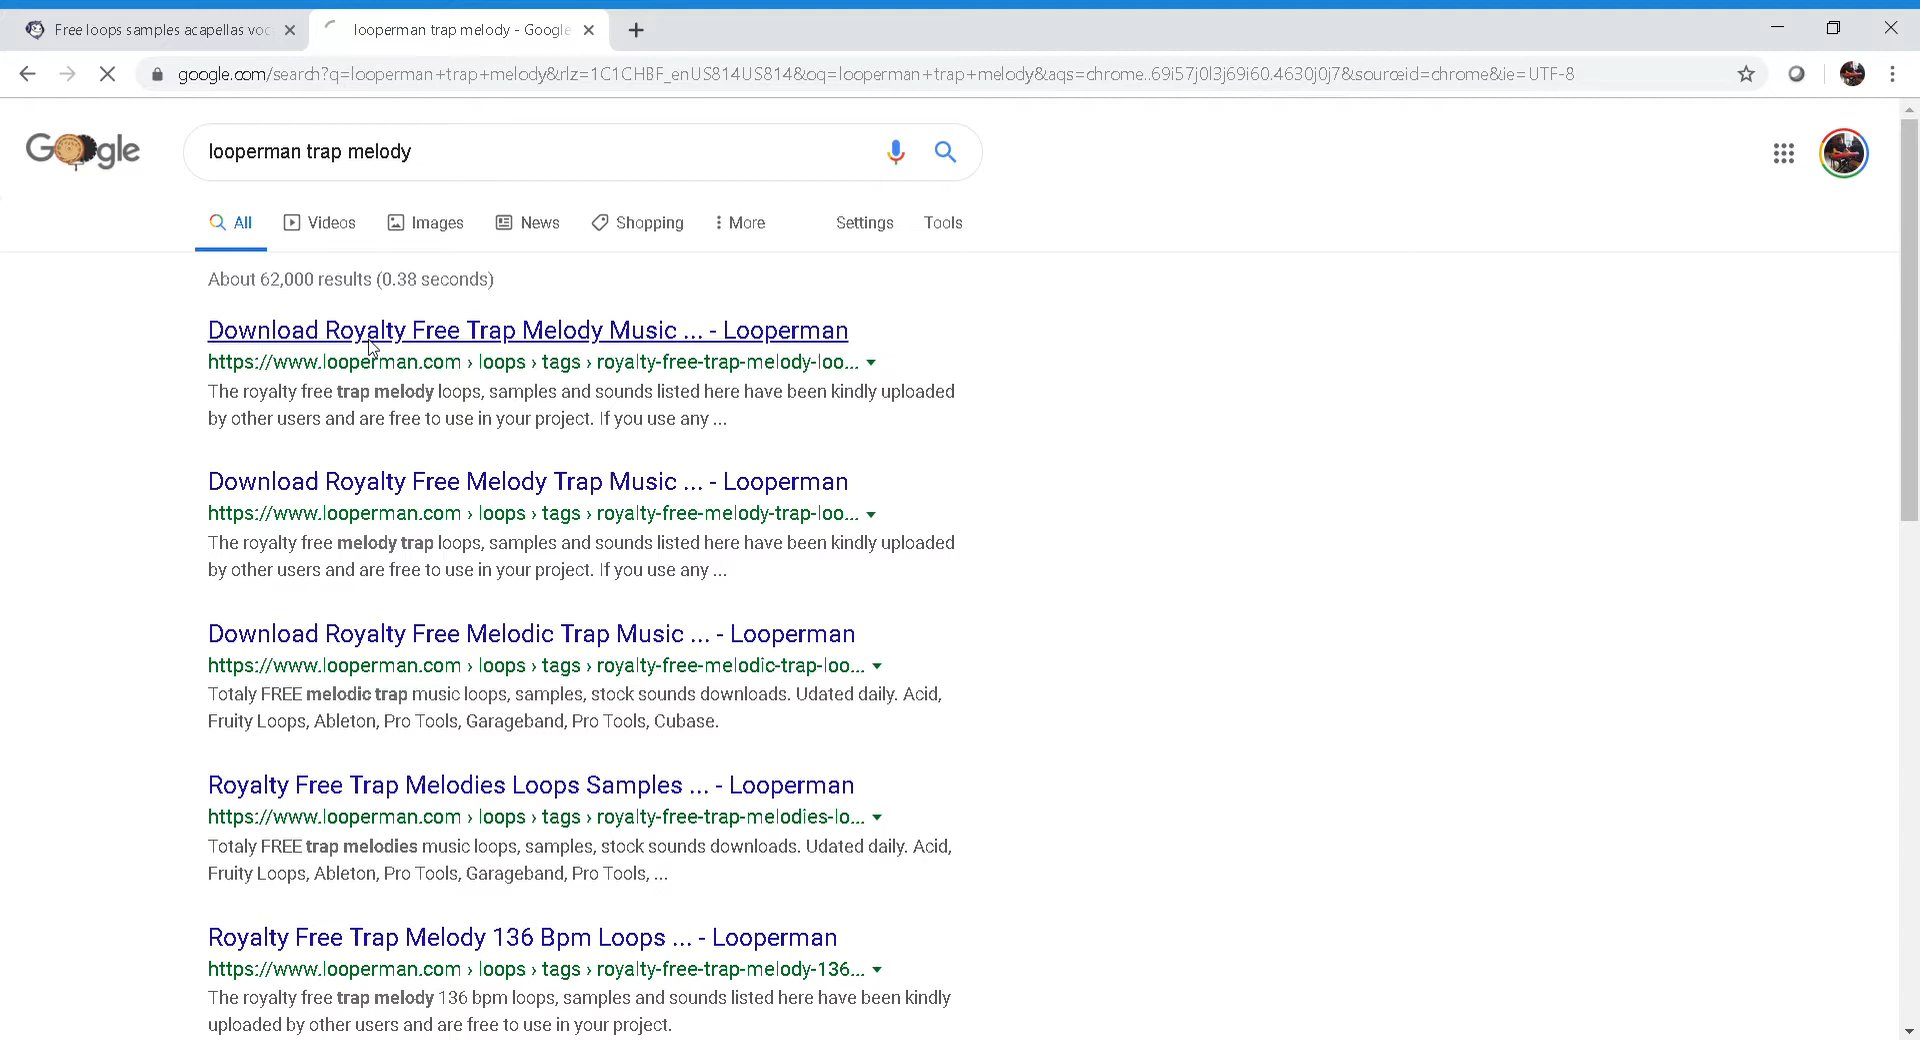 Free loops samples acapellas voc
looperman trap melody - Google
google.com/search?q=looperman+trap+melody&rlz=1C1CHBF_enUS814US814&oq=looperman+trap+melody&aqs=chrome..69i57j0l3j69i60.4630j0j7&sourceid=chrome&ie=UTF-8
Google
looperman trap melody
All Videos Images News Shopping More Settings Tools
About 62,000 results (0.38 seconds)
Download Royalty Free Trap Melody Music ... - Looperman
https://www.looperman.com › loops › tags › royalty-free-trap-melody-loo...
The royalty free trap melody loops, samples and sounds listed here have been kindly uploaded
by other users and are free to use in your project. If you use any ...
Download Royalty Free Melody Trap Music ... - Looperman
https://www.looperman.com › loops › tags › royalty-free-melody-trap-loo...
The royalty free melody trap loops, samples and sounds listed here have been kindly uploaded
by other users and are free to use in your project. If you use any ...
Download Royalty Free Melodic Trap Music ... - Looperman
https://www.looperman.com › loops › tags › royalty-free-melodic-trap-loo...
Totaly FREE melodic trap music loops, samples, stock sounds downloads. Udated daily. Acid,
Fruity Loops, Ableton, Pro Tools, Garageband, Pro Tools, Cubase.
Royalty Free Trap Melodies Loops Samples ... - Looperman
https://www.looperman.com › loops › tags › royalty-free-trap-melodies-lo...
Totaly FREE trap melodies music loops, samples, stock sounds downloads. Udated daily. Acid,
Fruity Loops, Ableton, Pro Tools, Garageband, Pro Tools, ...
Royalty Free Trap Melody 136 Bpm Loops ... - Looperman
https://www.looperman.com › loops › tags › royalty-free-trap-melody-136...
The royalty free trap melody 136 bpm loops, samples and sounds listed here have been kindly
uploaded by other users and are free to use in your project.